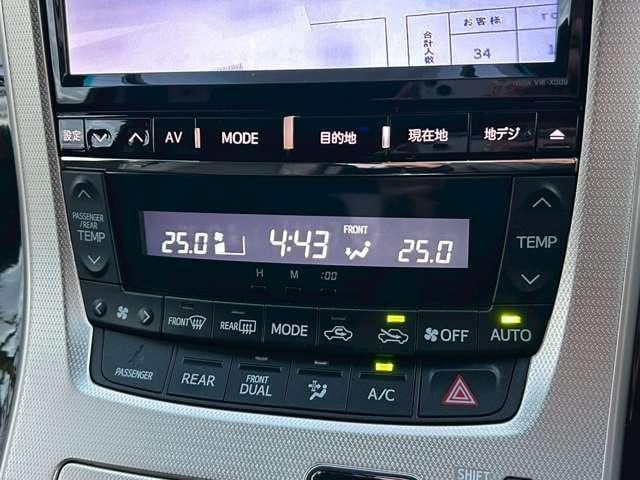 お客様
合計人数
34
VIE-X009
設定
AV
MODE
目的地
現在地
地デジ
PASSENGER
/REAR
TEMP
25.0
4:43
FRONT
25.0
TEMP
H
M
:00
FRONT
REAR
MODE
OFF
AUTO
PASSENGER
REAR
FRONT
DUAL
A/C
SHIFT